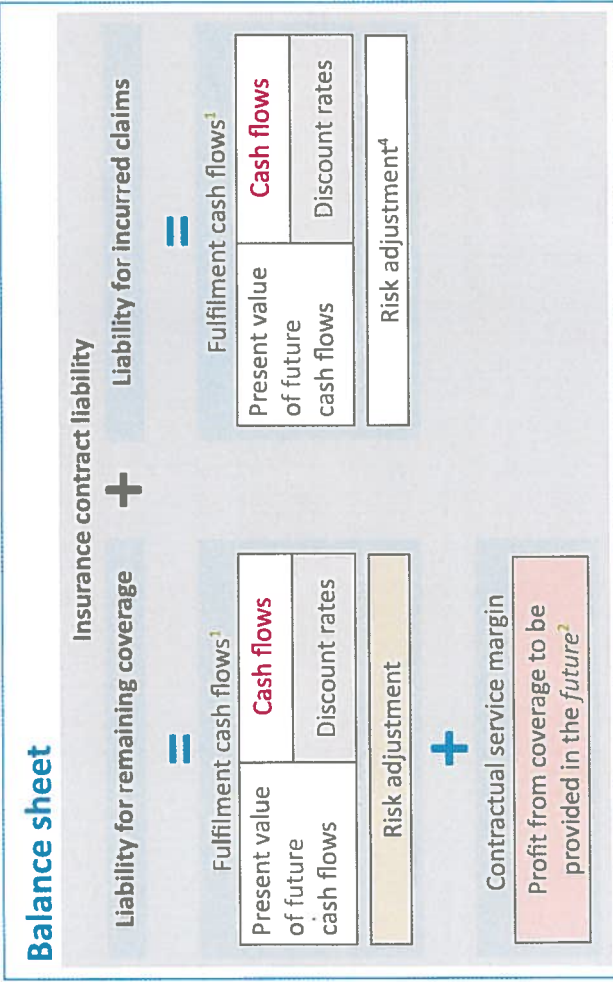 Balance sheet
Insurance contract liability
Liability for remaining coverage
+
Liability for incurred claims
=
=
Fulfilment cash flows¹
Present value
of future
cash flows
Cash flows
Discount rates
Risk adjustment
+
Contractual service margin
Profit from coverage to be
provided in the future²
Fulfilment cash flows¹
Present value
of future
cash flows
Cash flows
Discount rates
Risk adjustment⁴